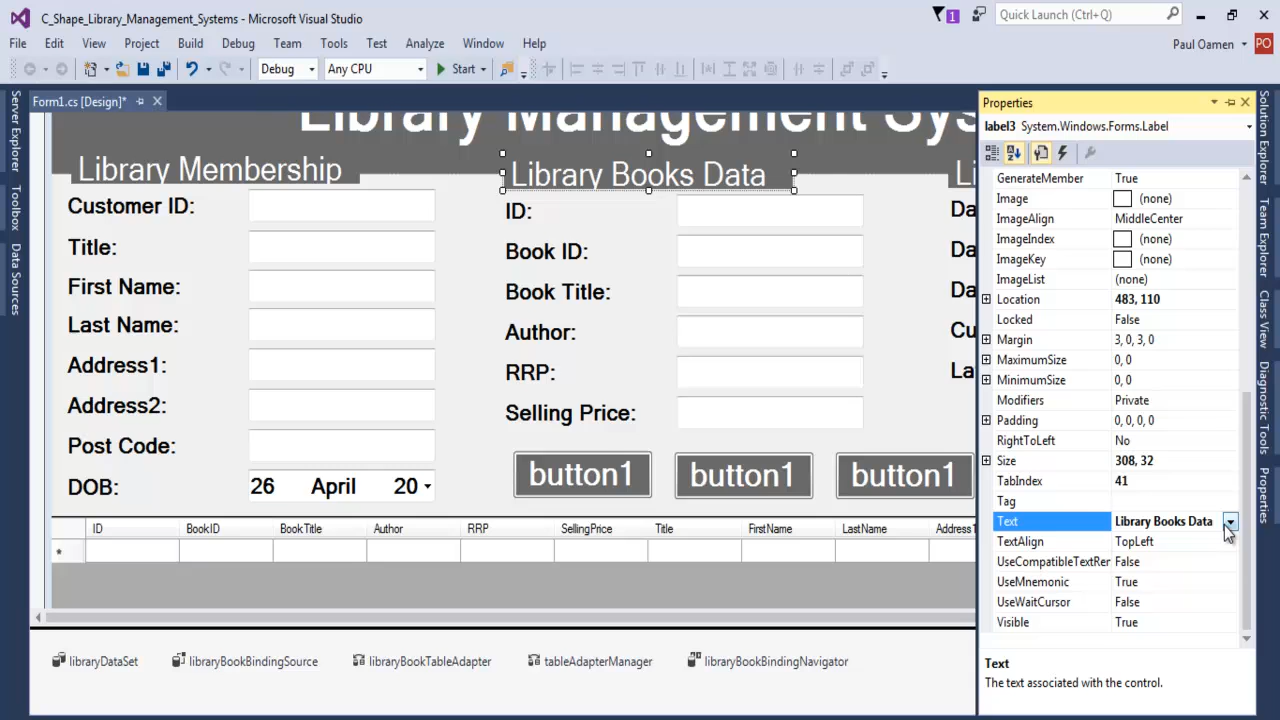 C_Shape_Library_Management_Systems - Microsoft Visual Studio
1
Quick Launch (Ctrl+Q)
File Edit View Project Build Debug Team Tools Test Analyze Window Help
Paul Oamen
PO
Debug Any CPU Start
Form1.cs [Design]*
Server Explorer
Toolbox
Data Sources
Library Management Sys
Library Membership
Library Books Data
Li
Customer ID:
Title:
First Name:
Last Name:
Address1:
Address2:
Post Code:
DOB:
26 April 20
ID:
Book ID:
Book Title:
Author:
RRP:
Selling Price:
Da
Da
Da
Cu
La
button1 button1 button1
ID BookID BookTitle Author RRP SellingPrice Title FirstName LastName Address1
*
libraryDataSet libraryBookBindingSource libraryBookTableAdapter tableAdapterManager libraryBookBindingNavigator
Properties
label3 System.Windows.Forms.Label
GenerateMember True
Image (none)
ImageAlign MiddleCenter
ImageIndex (none)
ImageKey (none)
ImageList (none)
Location 483, 110
Locked False
Margin 3, 0, 3, 0
MaximumSize 0, 0
MinimumSize 0, 0
Modifiers Private
Padding 0, 0, 0, 0
RightToLeft No
Size 308, 32
TabIndex 41
Tag
Text Library Books Data
TextAlign TopLeft
UseCompatibleTextRer False
UseMnemonic True
UseWaitCursor False
Visible True
Text
The text associated with the control.
Solution Explorer
Team Explorer
Class View
Diagnostic Tools
Properties